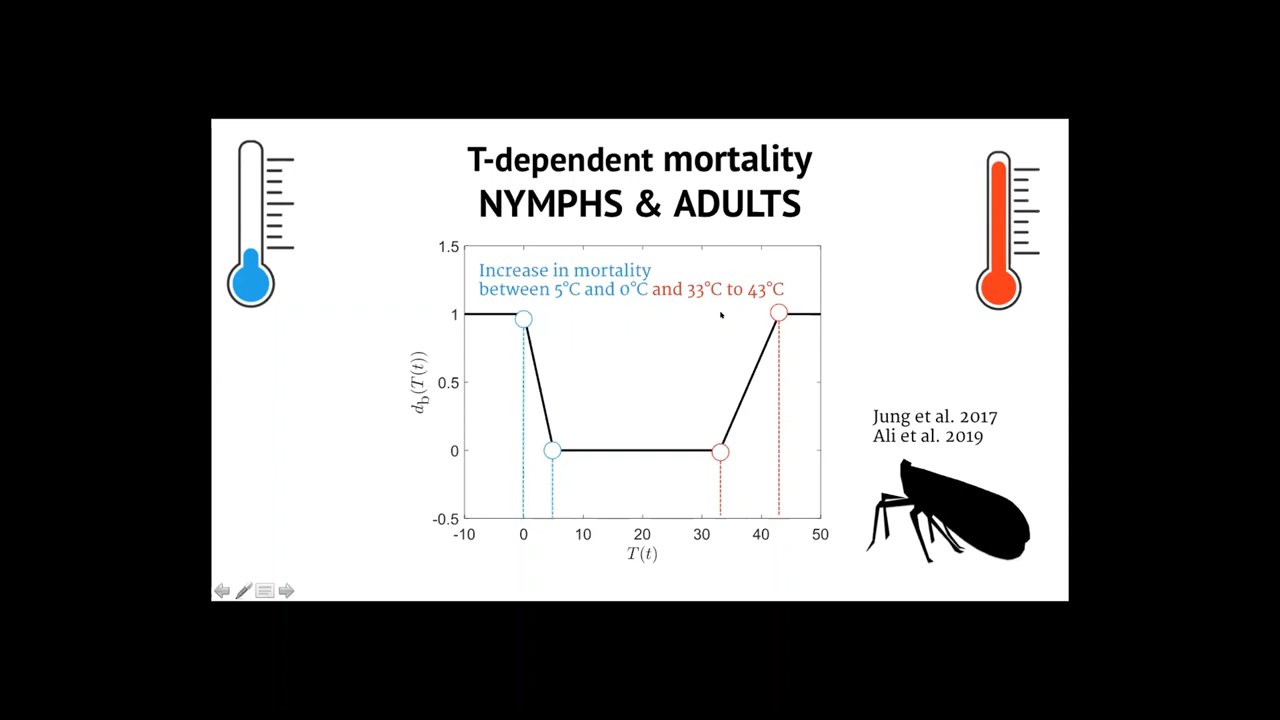 T-dependent mortality
NYMPHS & ADULTS
Increase in mortality
between 5°C and 0°C and 33°C to 43°C
1.5
1
0.5
0
-0.5
d_b(T(t))
-10 0 10 20 30 40 50
T(t)
Jung et al. 2017
Ali et al. 2019